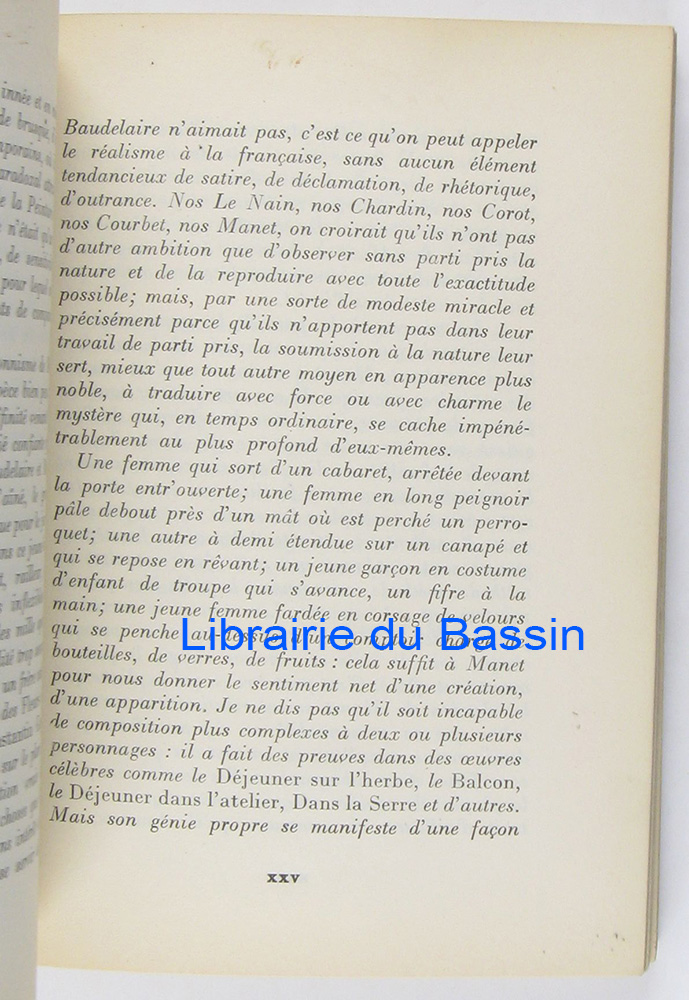 innée et en
de
Baudelaire n'aimait pas, c'est ce qu'on peut appeler
le réalisme à la française, sans aucun élément
tendancieux de satire, de déclamation, de rhétorique,
d'outrance. Nos Le Nain, nos Chardin, nos Corot,
nos Courbet, nos Manet, on croirait qu'ils n'ont pas
d'autre ambition que d'observer sans parti pris la
nature et de la reproduire avec toute l'exactitude
possible; mais, par une sorte de modeste miracle et
précisément parce qu'ils n'apportent pas dans leur
travail de parti pris, la soumission à la nature leur
sert, mieux que tout autre moyen en apparence plus
noble, à traduire avec force ou avec charme le
mystère qui, en temps ordinaire, se cache impéné-
trablement au plus profond d'eux-mêmes.
Une femme qui sort d'un cabaret, arrêtée devant
la porte entr'ouverte; une femme en long peignoir
pâle debout près d'un mât où est perché un perro-
quet; une autre à demi étendue sur un canapé et
qui se repose en rêvant; un jeune garçon en costume
d'enfant de troupe qui s'avance, un fifre à la
main; une jeune femme fardée en corsage de velours
qui se penche au-dessus d'un comptoir chargé de
bouteilles, de verres, de fruits : cela suffit à Manet
pour nous donner le sentiment net d'une création,
d'une apparition. Je ne dis pas qu'il soit incapable
de composition plus complexes à deux ou plusieurs
personnages : il a fait des preuves dans des œuvres
célèbres comme le Déjeuner sur l'herbe, le Balcon,
le Déjeuner dans l'atelier, Dans la Serre et d'autres.
Mais son génie propre se manifeste d'une façon
XXV
Librairie du Bassin